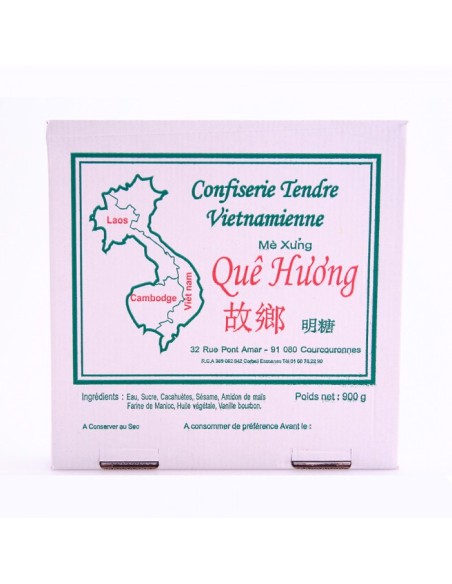 Confiserie Tendre
Vietnamienne
Mè Xưng
Quê Hương
故鄉 明糖
Laos
Cambodge
Viet nam
32 Rue Pont Amar - 91 080 Courcouronnes
Ingrédients : Eau, Sucre, Cacahuètes, Sésame, Amidon de maïs
Farine de Manioc, Huile végétale, Vanille bourbon.
Poids net : 900 g
A Conserver au Sec
A consommer de préférence Avant le :